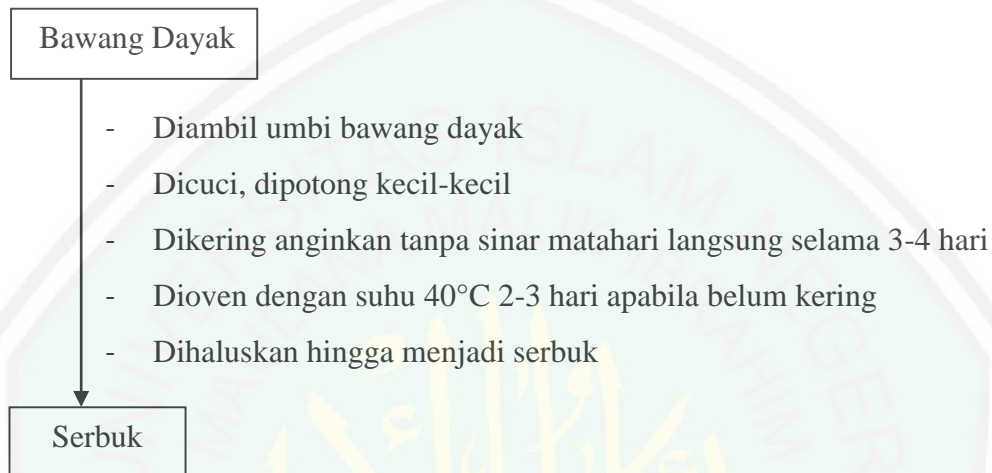 Bawang Dayak
- Diambil umbi bawang dayak
- Dicuci, dipotong kecil-kecil
- Dikering anginkan tanpa sinar matahari langsung selama 3-4 hari
- Dioven dengan suhu 40°C 2-3 hari apabila belum kering
- Dihaluskan hingga menjadi serbuk
Serbuk